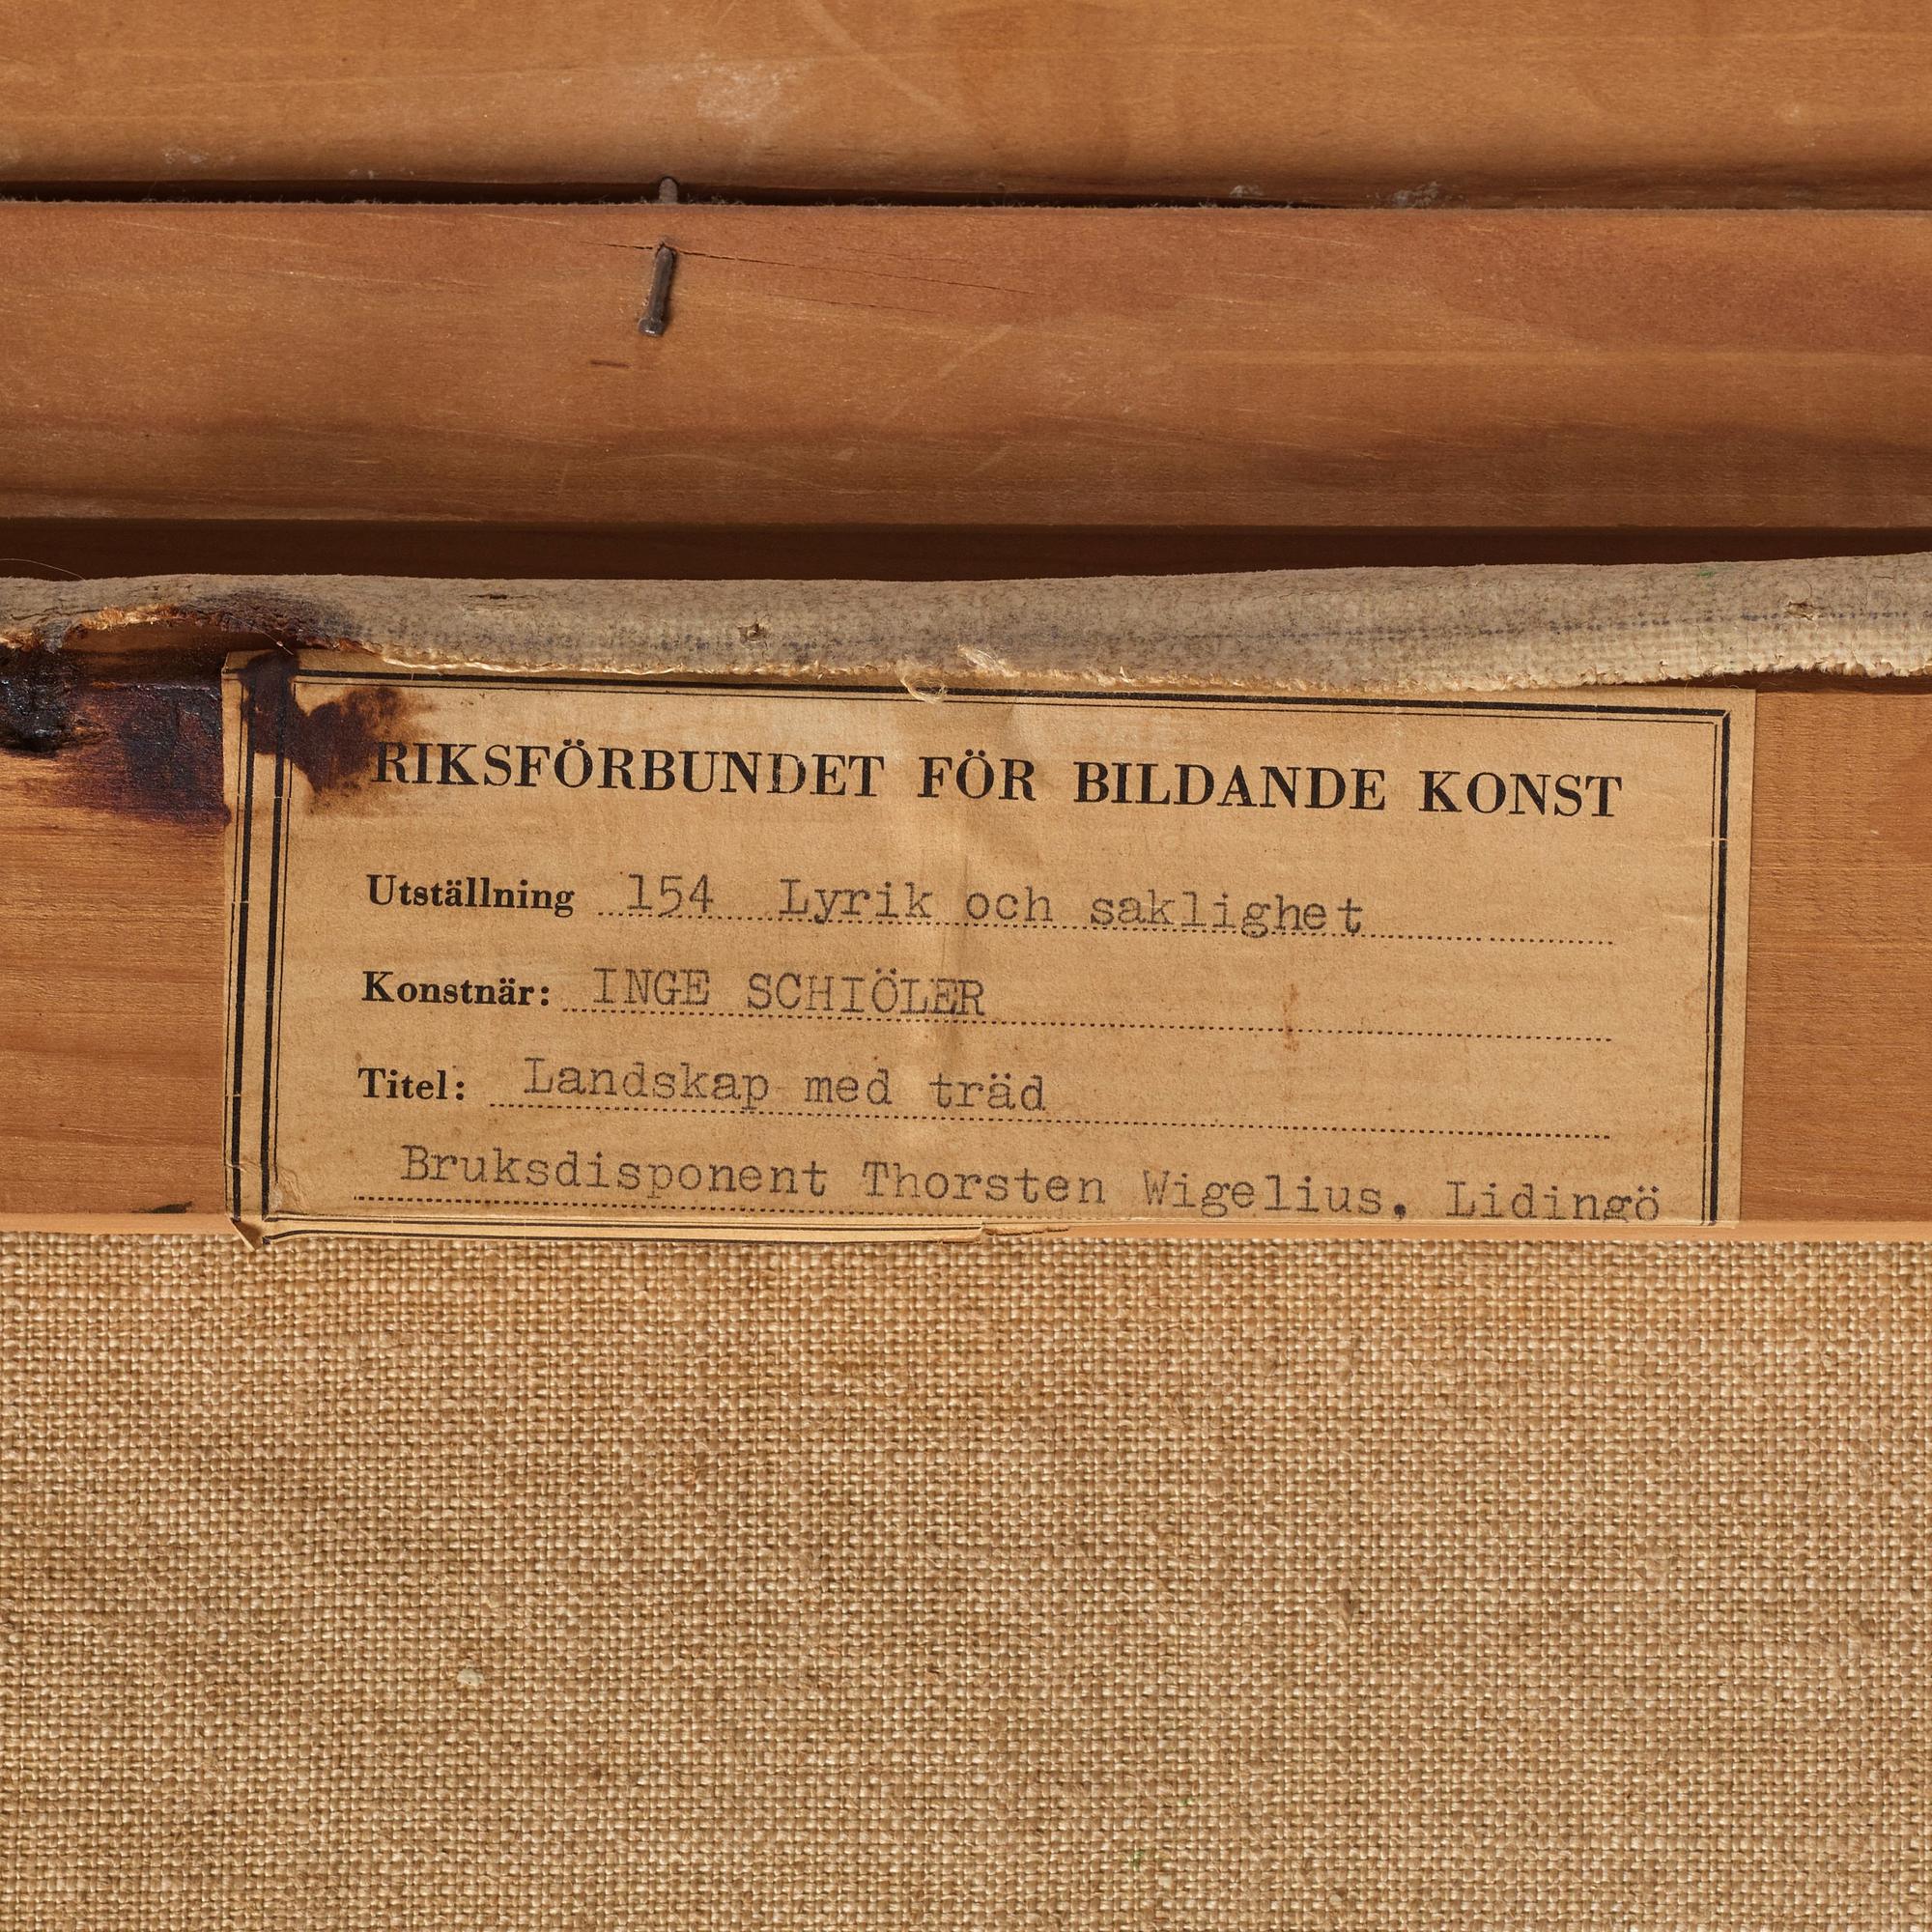 RIKSFÖRBUNDET FÖR BILDANDE KONST
Utställning 154 Lyrik och saklighet
Konstnär: INGE SCHIÖLER
Titel: Landskap med träd
Bruksdisponent Thorsten Wigelius, Lidingö